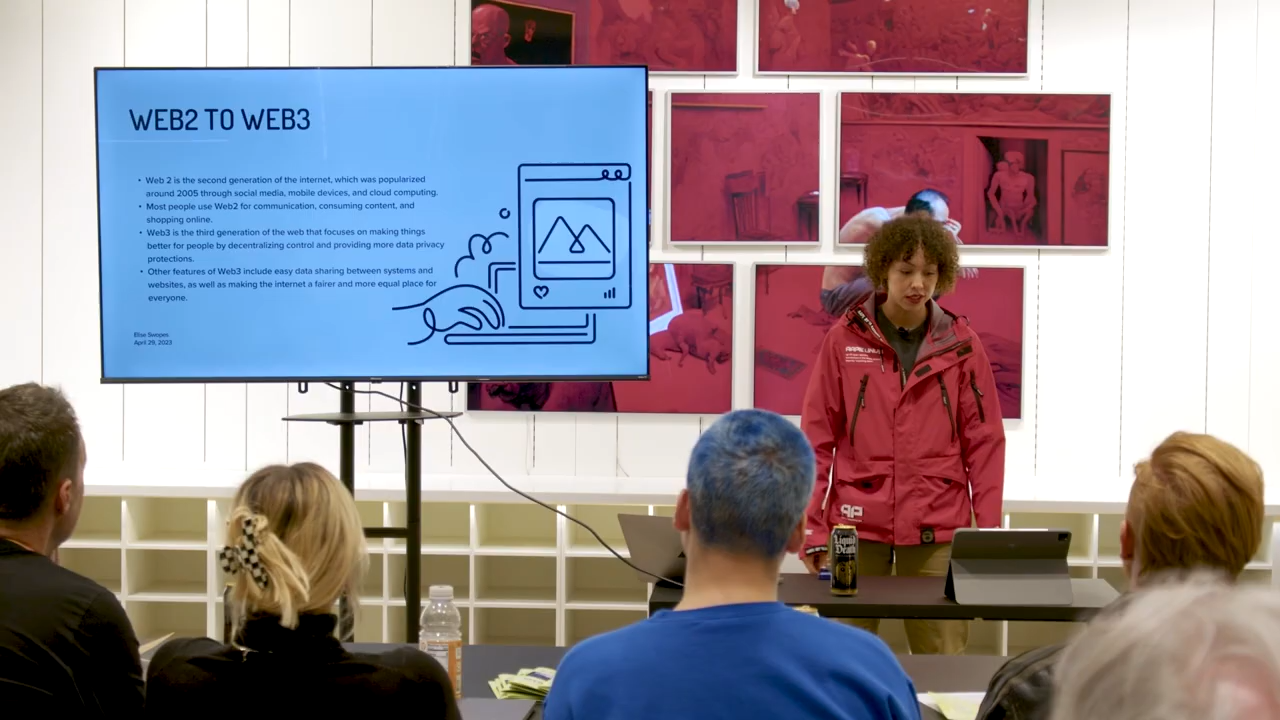 WEB2 TO WEB3
• Web 2 is the second generation of the internet, which was popularized
around 2005 through social media, mobile devices, and cloud computing.
• Most people use Web2 for communication, consuming content, and
shopping online.
• Web3 is the third generation of the web that focuses on making things
better for people by decentralizing control and providing more data privacy
protections.
• Other features of Web3 include easy data sharing between systems and
websites, as well as making the internet a fairer and more equal place for
everyone.
Elise Swopes
April 29, 2023
Liquid
Death